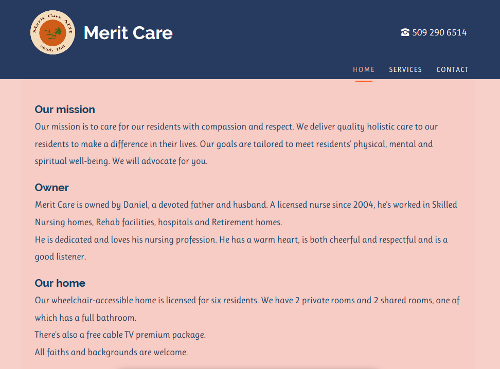 Merit Care
509 290 6514
HOME SERVICES CONTACT
Our mission
Our mission is to care for our residents with compassion and respect. We deliver quality holistic care to our
residents to make a difference in their lives. Our goals are tailored to meet residents' physical, mental and
spiritual well-being. We will advocate for you.
Owner
Merit Care is owned by Daniel, a devoted father and husband. A licensed nurse since 2004, he's worked in Skilled
Nursing homes, Rehab facilities, hospitals and Retirement homes.
He is dedicated and loves his nursing profession. He has a warm heart, is both cheerful and respectful and is a
good listener.
Our home
Our wheelchair-accessible home is licensed for six residents. We have 2 private rooms and 2 shared rooms, one of
which has a full bathroom.
There's also a free cable TV premium package.
All faiths and backgrounds are welcome.